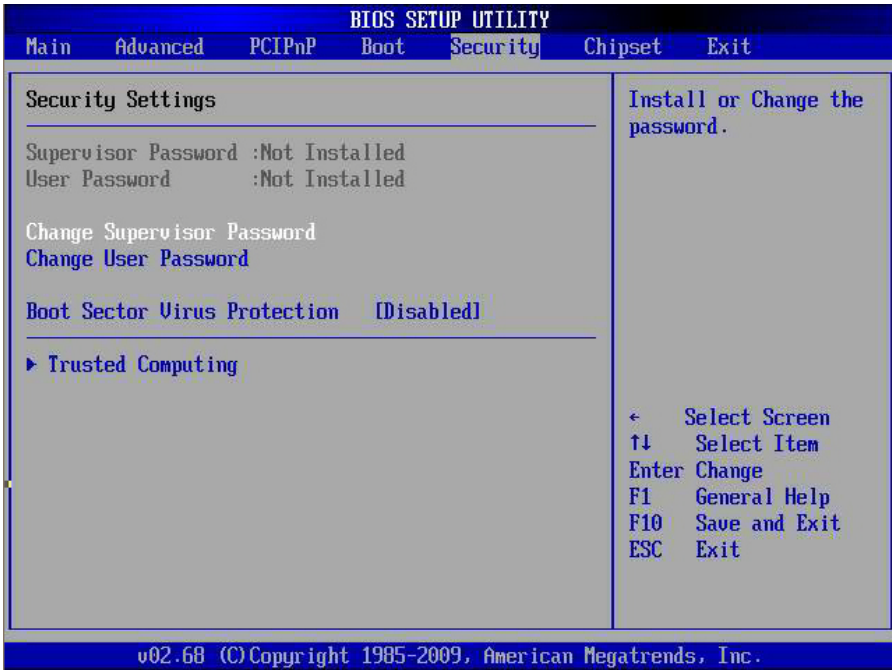 BIOS SETUP UTILITY
Main Advanced PCIPnP Boot Security Chipset Exit
Security Settings
Supervisor Password :Not Installed
User Password :Not Installed
Change Supervisor Password
Change User Password
Boot Sector Virus Protection [Disabled]
▶ Trusted Computing
Install or Change the
password.
← Select Screen
↑↓ Select Item
Enter Change
F1 General Help
F10 Save and Exit
ESC Exit
v02.68 (C)Copyright 1985-2009, American Megatrends, Inc.